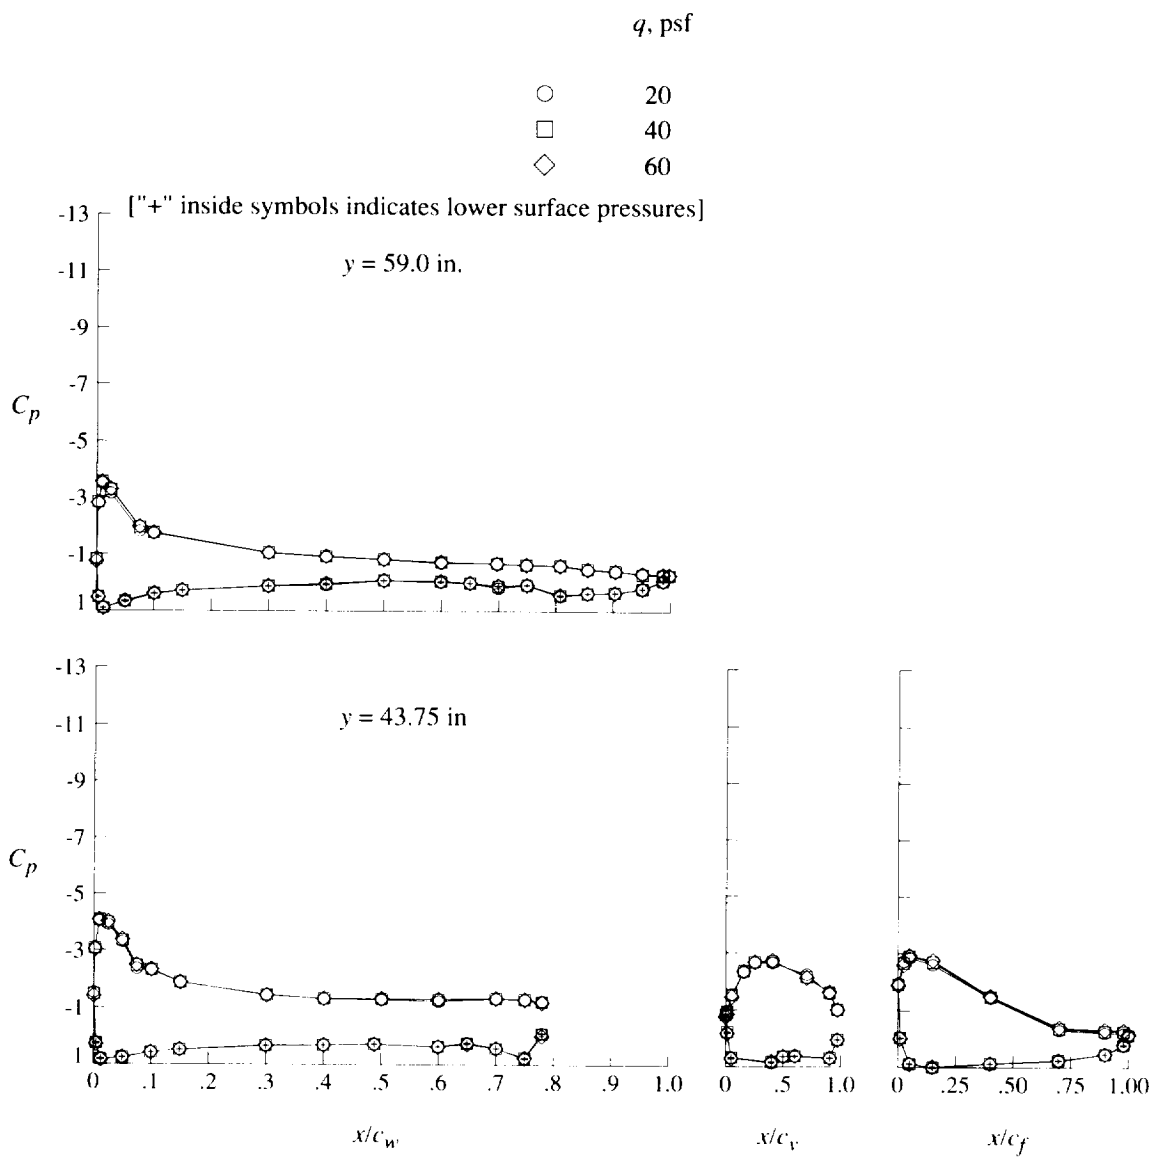 q, psf
20
40
60
["+" inside symbols indicates lower surface pressures]
y = 59.0 in.
-13
-11
-9
-7
-5
-3
-1
1
C_p
y = 43.75 in
-13
-11
-9
-7
-5
-3
-1
1
C_p
0 .1 .2 .3 .4 .5 .6 .7 .8 .9 1.0
x/c_w
0 .5 1.0
x/c_v
0 .25 .50 .75 1.00
x/c_f